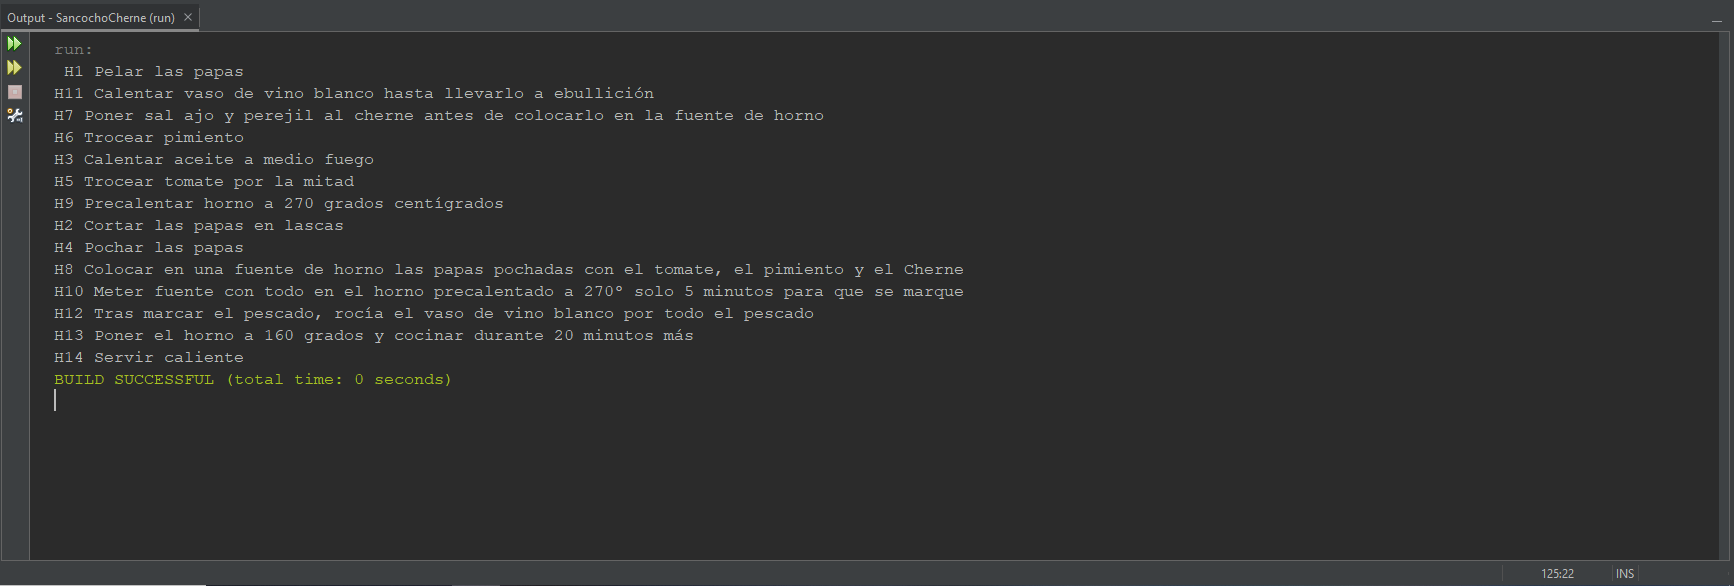 Output - SancochoCherne (run) ×
run:
H1 Pelar las papas
H11 Calentar vaso de vino blanco hasta llevarlo a ebullición
H7 Poner sal ajo y perejil al cherne antes de colocarlo en la fuente de horno
H6 Trocear pimiento
H3 Calentar aceite a medio fuego
H5 Trocear tomate por la mitad
H9 Precalentar horno a 270 grados centígrados
H2 Cortar las papas en lascas
H4 Pochar las papas
H8 Colocar en una fuente de horno las papas pochadas con el tomate, el pimiento y el Cherne
H10 Meter fuente con todo en el horno precalentado a 270º solo 5 minutos para que se marque
H12 Tras marcar el pescado, rocía el vaso de vino blanco por todo el pescado
H13 Poner el horno a 160 grados y cocinar durante 20 minutos más
H14 Servir caliente
BUILD SUCCESSFUL (total time: 0 seconds)
125:22 INS